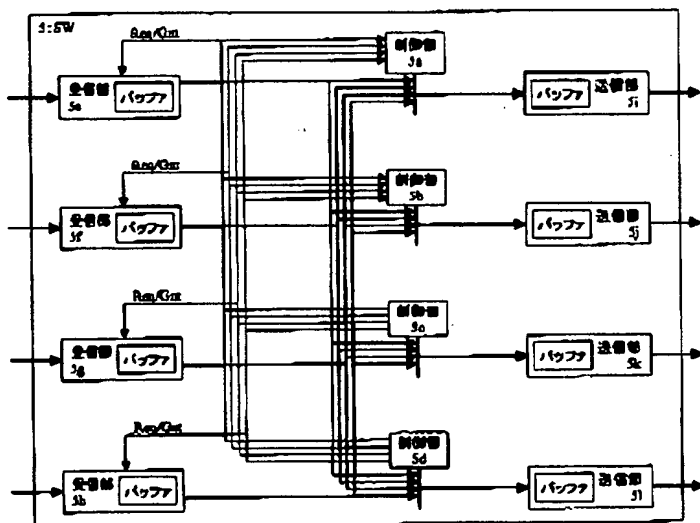 5:SW
Req/Gnt
制御部
5a
受信部
バッファ
5e
バッファ
送信部
5i
Req/Gnt
制御部
5b
受信部
バッファ
5f
バッファ
送信部
5j
Req/Gnt
制御部
5c
受信部
バッファ
5g
バッファ
送信部
5k
Req/Gnt
制御部
5d
受信部
バッファ
5h
バッファ
送信部
5l